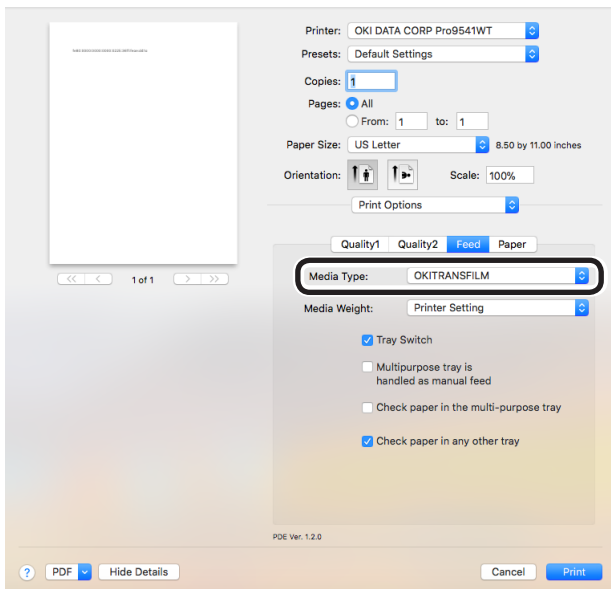 Printer: OKI DATA CORP Pro9541WT
Presets: Default Settings
Copies: 1
Pages: All
From: 1 to: 1
Paper Size: US Letter 8.50 by 11.00 inches
Orientation: Scale: 100%
Print Options
Quality1 Quality2 Feed Paper
<< < 1 of 1 > >>
Media Type: OKITRANSFILM
Media Weight: Printer Setting
Tray Switch
Multipurpose tray is
handled as manual feed
Check paper in the multi-purpose tray
Check paper in any other tray
PDE Ver. 1.2.0
? PDF Hide Details Cancel Print